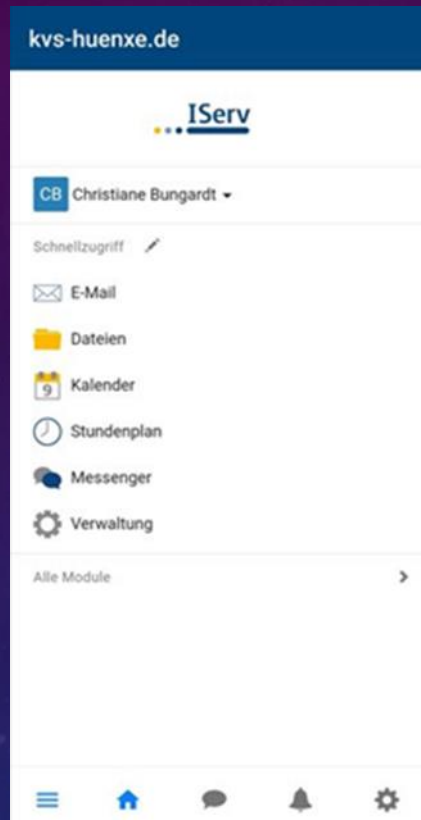 kvs-huenxe.de
IServ
CB Christiane Bungardt
Schnellzugriff
E-Mail
Dateien
9 Kalender
Stundenplan
Messenger
Verwaltung
Alle Module